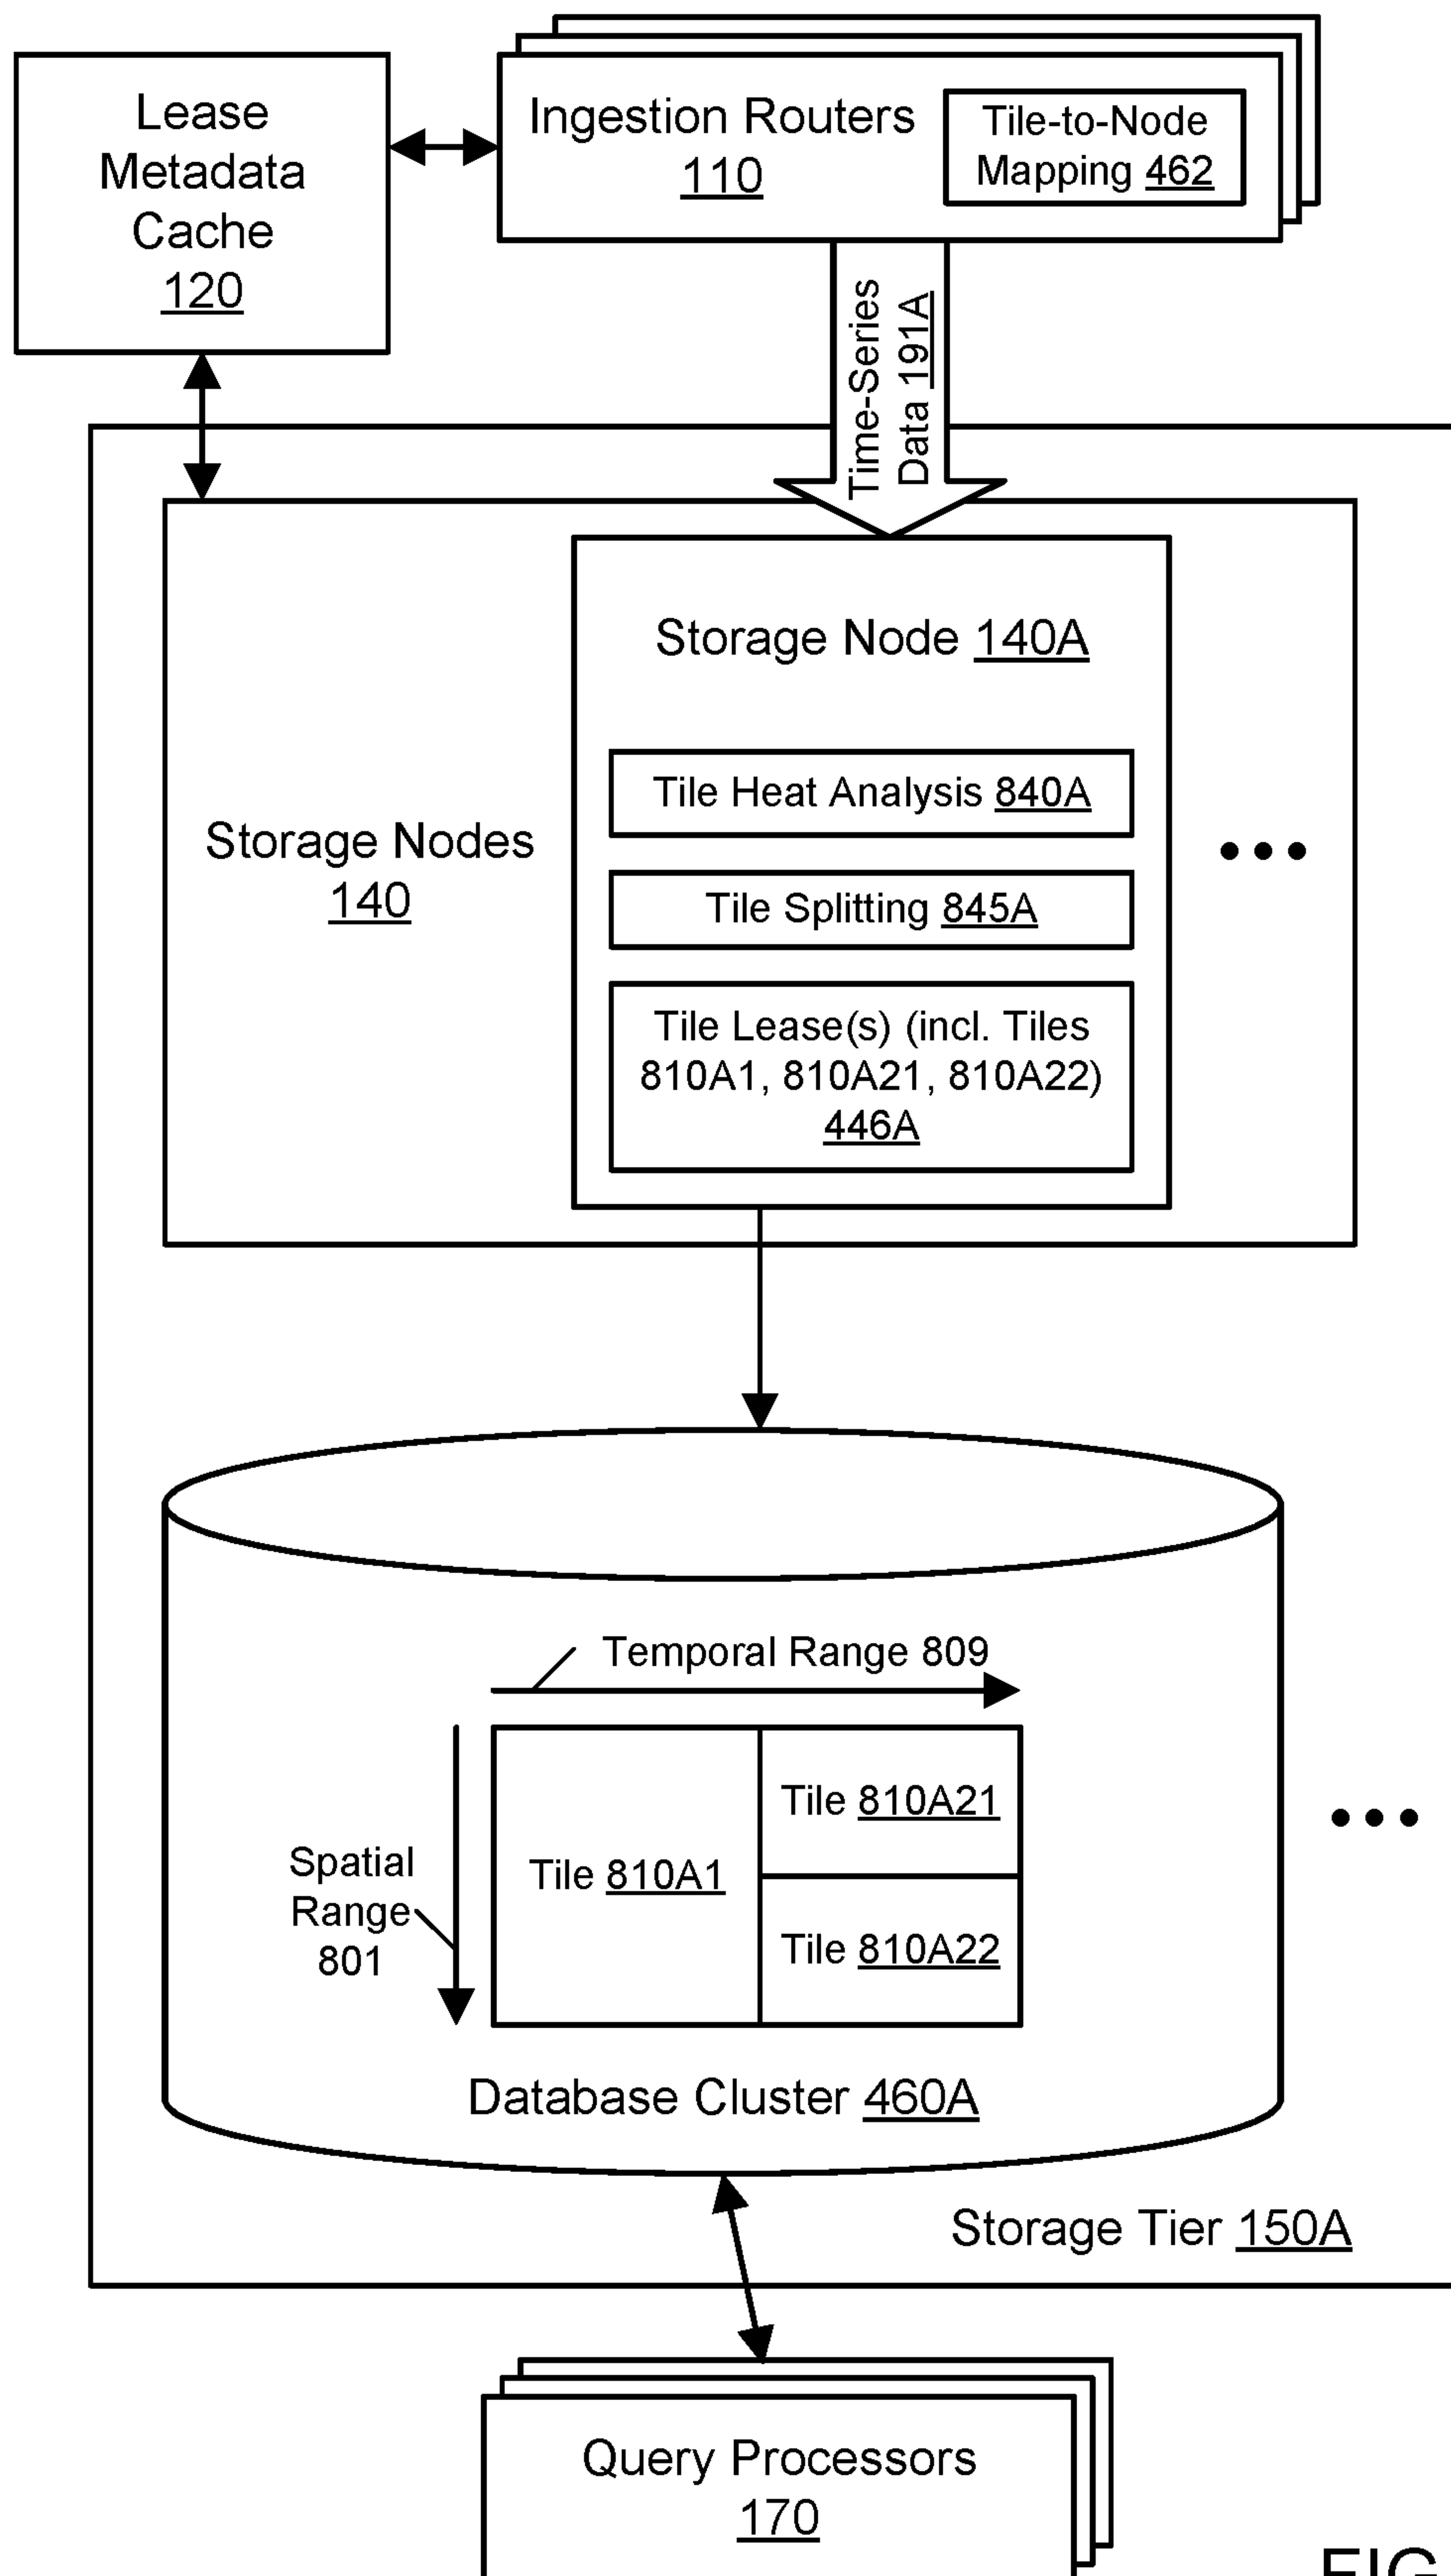 Lease
Metadata
Cache
120
Ingestion Routers
110
Tile-to-Node
Mapping 462
Time-Series
Data 191A
Storage Node 140A
Tile Heat Analysis 840A
Tile Splitting 845A
Tile Lease(s) (incl. Tiles
810A1, 810A21, 810A22)
446A
Storage Nodes
140
Temporal Range 809
Spatial
Range
801
Tile 810A1
Tile 810A21
Tile 810A22
Database Cluster 460A
Storage Tier 150A
Query Processors
170
FIG